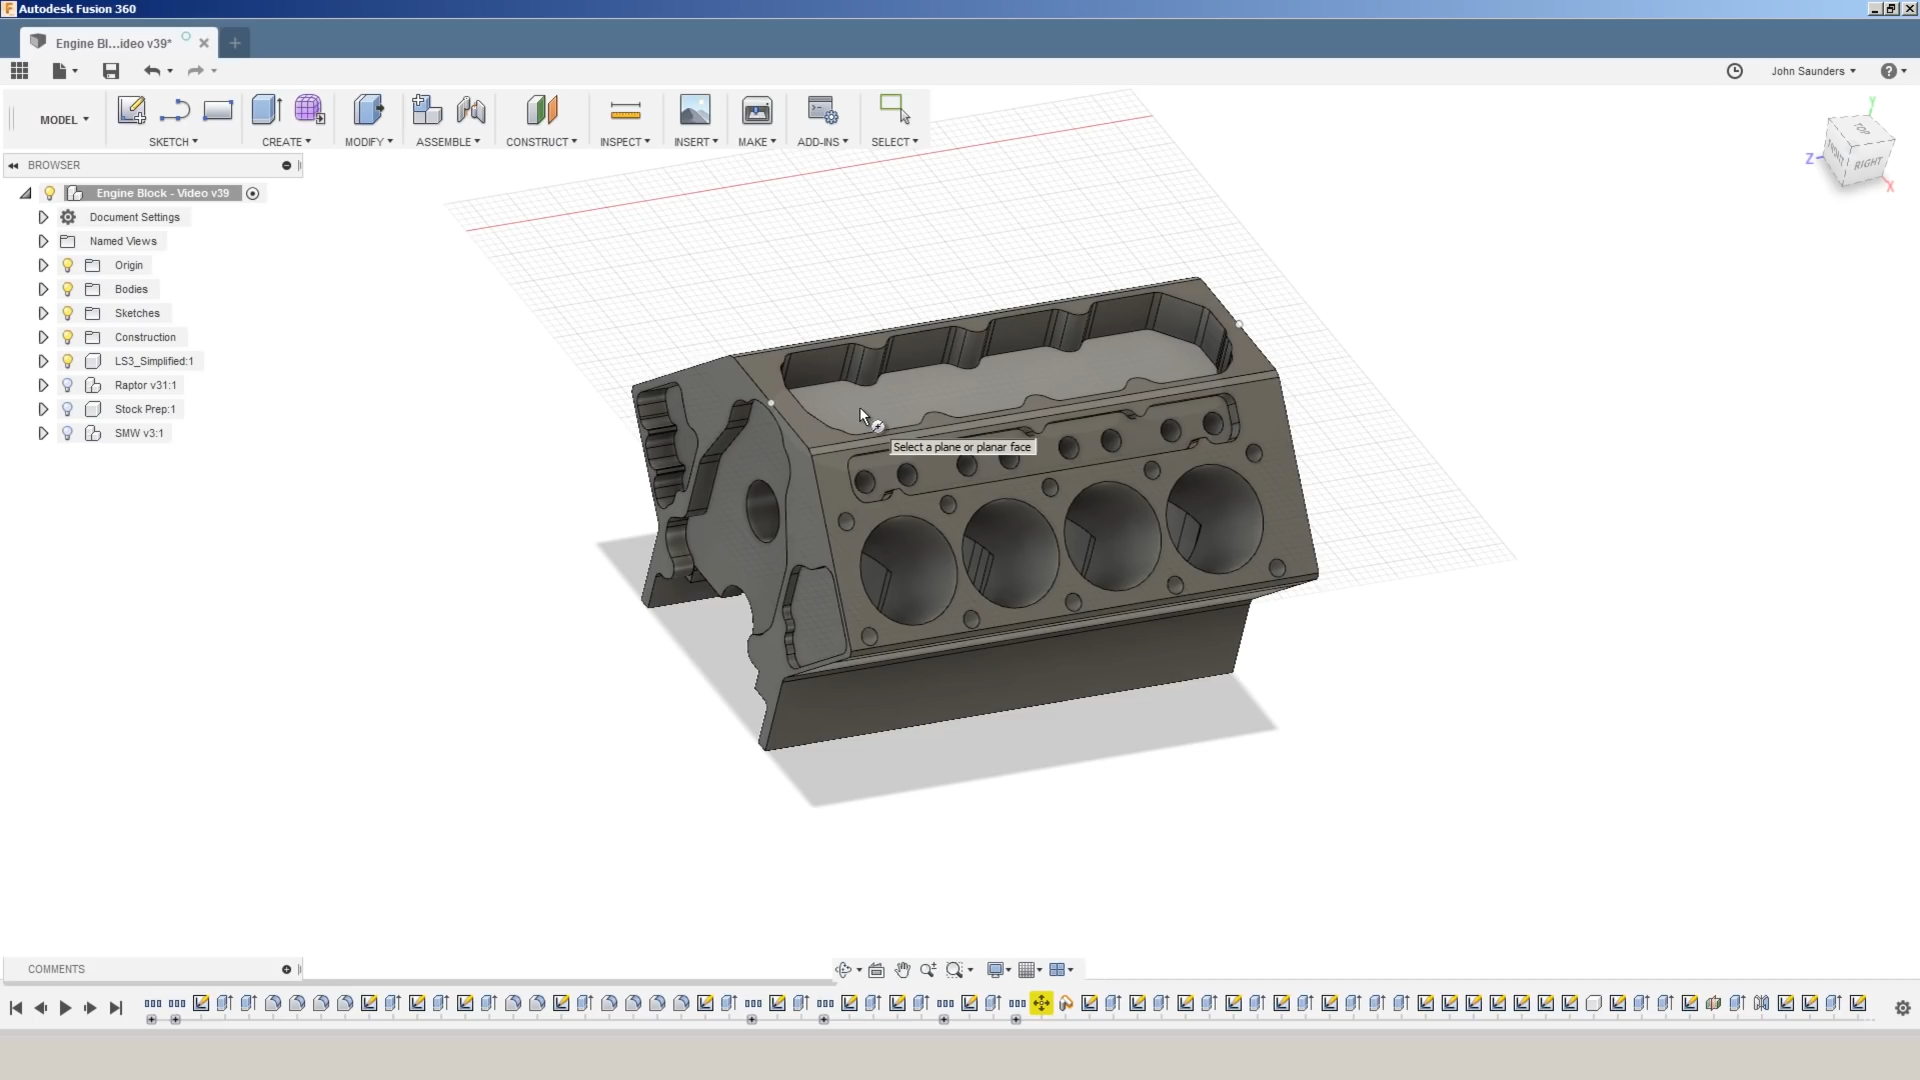 Autodesk Fusion 360
Engine Bl...ideo v39*
John Saunders
MODEL
SKETCH
CREATE
MODIFY
ASSEMBLE
CONSTRUCT
INSPECT
INSERT
MAKE
ADD-INS
SELECT
BROWSER
Engine Block - Video v39
Document Settings
Named Views
Origin
Bodies
Sketches
Construction
LS3_Simplified:1
Raptor v31:1
Stock Prep:1
SMW v3:1
Y
TOP
FRONT
RIGHT
Z
X
Select a plane or planar face
COMMENTS